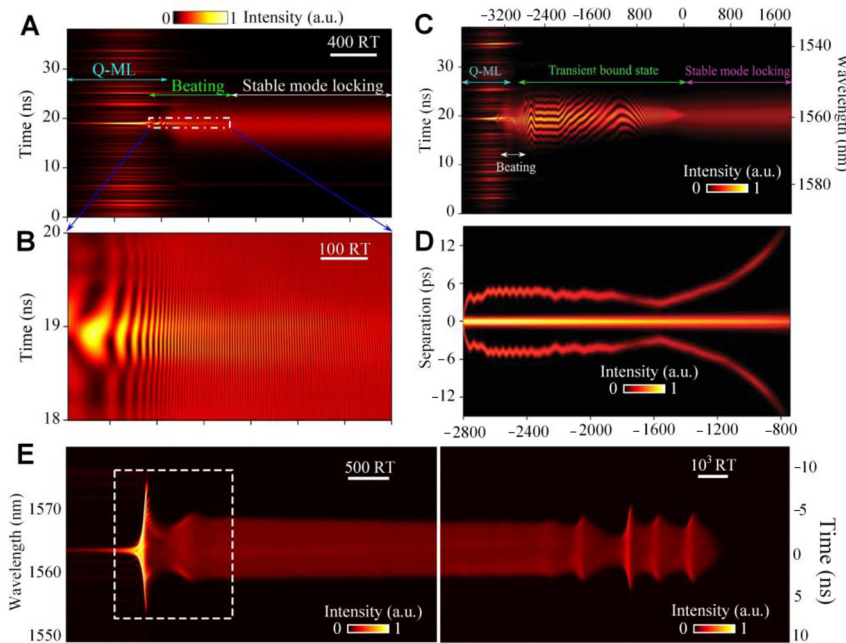 0 1 Intensity (a.u.)
A
400 RT
Q-ML
Beating
Stable mode locking
Time (ns)
30
20
10
0
B
100 RT
Time (ns)
20
19
18
C
−3200 −2400 −1600 −800 0 800 1600
Q-ML
Transient bound state
Stable mode locking
Beating
Intensity (a.u.)
0 1
Time (ns)
30
20
10
0
Wavelength (nm)
1540
1560
1580
D
Separation (ps)
12
6
0
-6
-12
Intensity (a.u.)
0 1
−2800 −2400 −2000 −1600 −1200 −800
E
500 RT
Wavelength (nm)
1570
1560
1550
Intensity (a.u.)
0 1
10³ RT
Intensity (a.u.)
0 1
Time (ns)
−10
−5
0
5
10